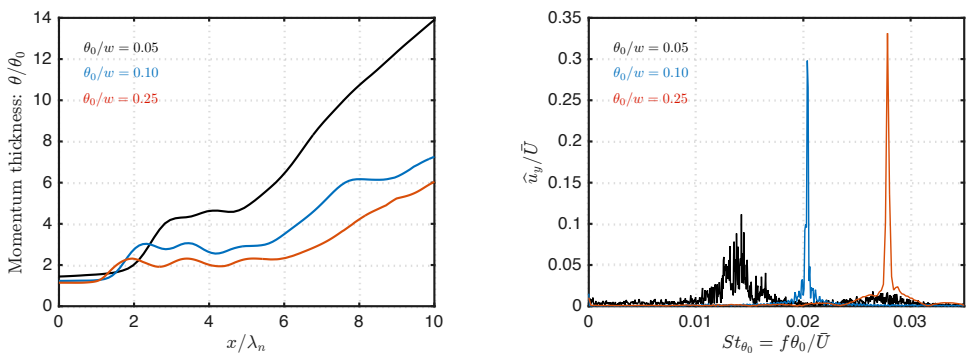 Momentum thickness: θ/θ₀
14
12
10
8
6
4
2
0
θ₀/w = 0.05
θ₀/w = 0.10
θ₀/w = 0.25
0 2 4 6 8 10
x/λₙ
û_y/Ū
0.35
0.3
0.25
0.2
0.15
0.1
0.05
0
θ₀/w = 0.05
θ₀/w = 0.10
θ₀/w = 0.25
0 0.01 0.02 0.03
St_θ₀ = fθ₀/Ū